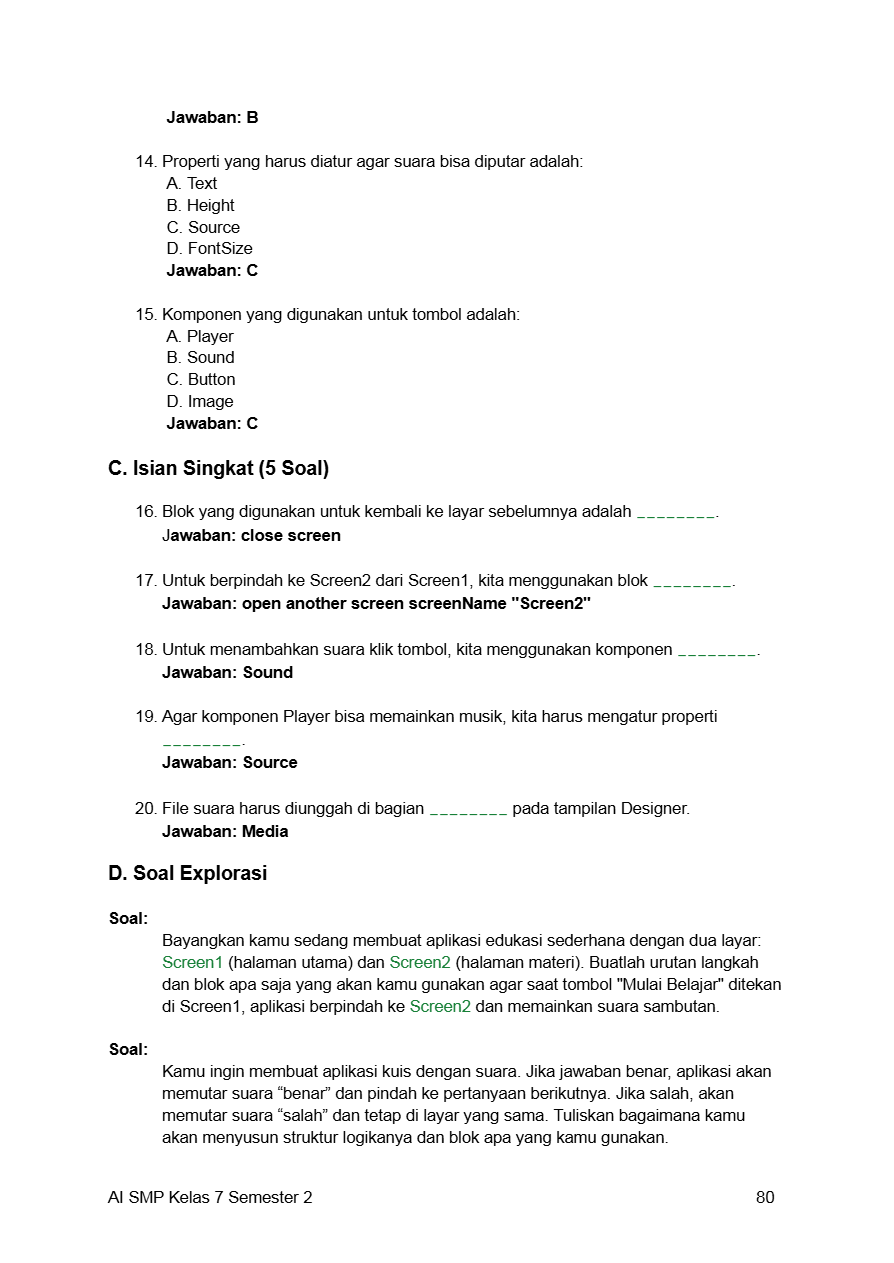 Jawaban: B
14. Properti yang harus diatur agar suara bisa diputar adalah:
A. Text
B. Height
C. Source
D. FontSize
Jawaban: C
15. Komponen yang digunakan untuk tombol adalah:
A. Player
B. Sound
C. Button
D. Image
Jawaban: C
C. Isian Singkat (5 Soal)
16. Blok yang digunakan untuk kembali ke layar sebelumnya adalah ________.
Jawaban: close screen
17. Untuk berpindah ke Screen2 dari Screen1, kita menggunakan blok ________.
Jawaban: open another screen screenName "Screen2"
18. Untuk menambahkan suara klik tombol, kita menggunakan komponen ________.
Jawaban: Sound
19. Agar komponen Player bisa memainkan musik, kita harus mengatur properti
________.
Jawaban: Source
20. File suara harus diunggah di bagian ________ pada tampilan Designer.
Jawaban: Media
D. Soal Explorasi
Soal:
Bayangkan kamu sedang membuat aplikasi edukasi sederhana dengan dua layar:
Screen1 (halaman utama) dan Screen2 (halaman materi). Buatlah urutan langkah
dan blok apa saja yang akan kamu gunakan agar saat tombol "Mulai Belajar" ditekan
di Screen1, aplikasi berpindah ke Screen2 dan memainkan suara sambutan.
Soal:
Kamu ingin membuat aplikasi kuis dengan suara. Jika jawaban benar, aplikasi akan
memutar suara “benar” dan pindah ke pertanyaan berikutnya. Jika salah, akan
memutar suara “salah” dan tetap di layar yang sama. Tuliskan bagaimana kamu
akan menyusun struktur logikanya dan blok apa yang kamu gunakan.
AI SMP Kelas 7 Semester 2 80